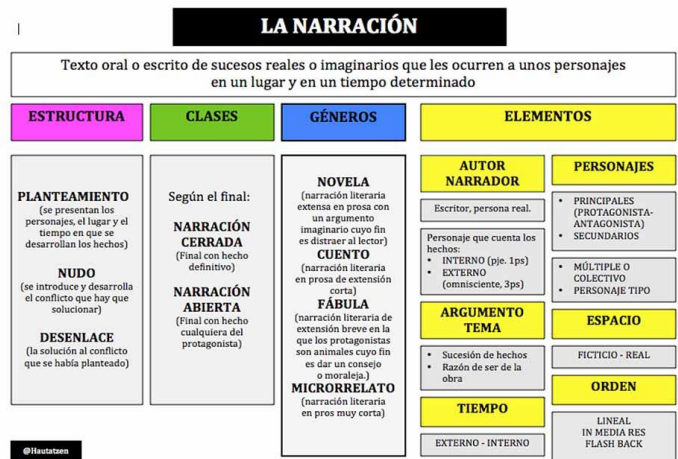 LA NARRACIÓN
Texto oral o escrito de sucesos reales o imaginarios que les ocurren a unos personajes
en un lugar y en un tiempo determinado
ESTRUCTURA
PLANTEAMIENTO
(se presentan los
personajes, el lugar y el
tiempo en que se
desarrollan los hechos)
NUDO
(se introduce y desarrolla
el conflicto que hay que
solucionar)
DESENLACE
(la solución al conflicto
que se había planteado)
CLASES
Según el final:
NARRACIÓN
CERRADA
(Final con hecho
definitivo)
NARRACIÓN
ABIERTA
(Final con hecho
cualquiera del
protagonista)
GÉNEROS
NOVELA
(narración literaria
extensa en prosa con
un argumento
imaginario cuyo fin
es distraer al lector)
CUENTO
(narración literaria
en prosa de extensión
corta)
FÁBULA
(narración literaria de
extensión breve en la
que los protagonistas
son animales cuyo fin
es dar un consejo
o moraleja.)
MICRORRELATO
(narración literaria
en pros muy corta)
ELEMENTOS
AUTOR
NARRADOR
Escritor, persona real.
Personaje que cuenta los
hechos:
• INTERNO (pje. 1ps)
• EXTERNO
(omnisciente, 3ps)
ARGUMENTO
TEMA
• Sucesión de hechos
• Razón de ser de la
obra
TIEMPO
EXTERNO - INTERNO
PERSONAJES
• PRINCIPALES
(PROTAGONISTA-
ANTAGONISTA)
• SECUNDARIOS
• MÚLTIPLE O
COLECTIVO
• PERSONAJE TIPO
ESPACIO
FICTICIO - REAL
ORDEN
LINEAL
IN MEDIA RES
FLASH BACK
@Hautatzen